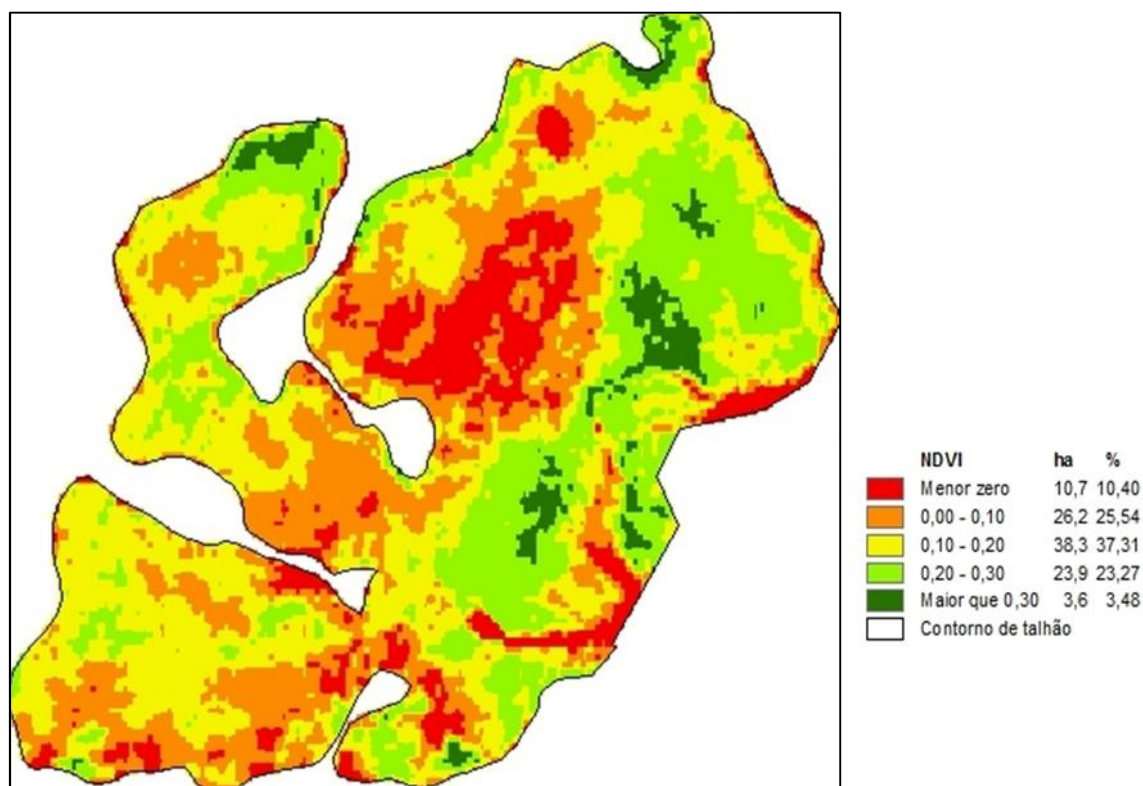 NDVI ha %
Menor zero 10,7 10,40
0,00 - 0,10 26,2 25,54
0,10 - 0,20 38,3 37,31
0,20 - 0,30 23,9 23,27
Maior que 0,30 3,6 3,48
Contorno de talhão